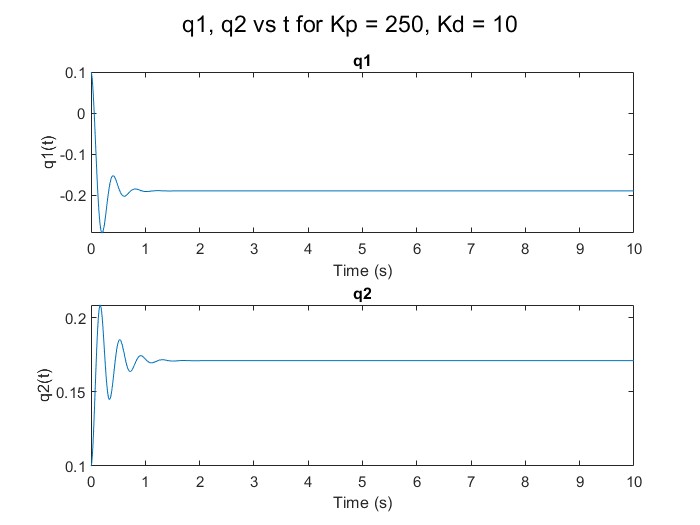 q1, q2 vs t for Kp = 250, Kd = 10
q1
0.1
0
-0.1
-0.2
q1(t)
0 1 2 3 4 5 6 7 8 9 10
Time (s)
q2
0.2
0.15
0.1
q2(t)
0 1 2 3 4 5 6 7 8 9 10
Time (s)